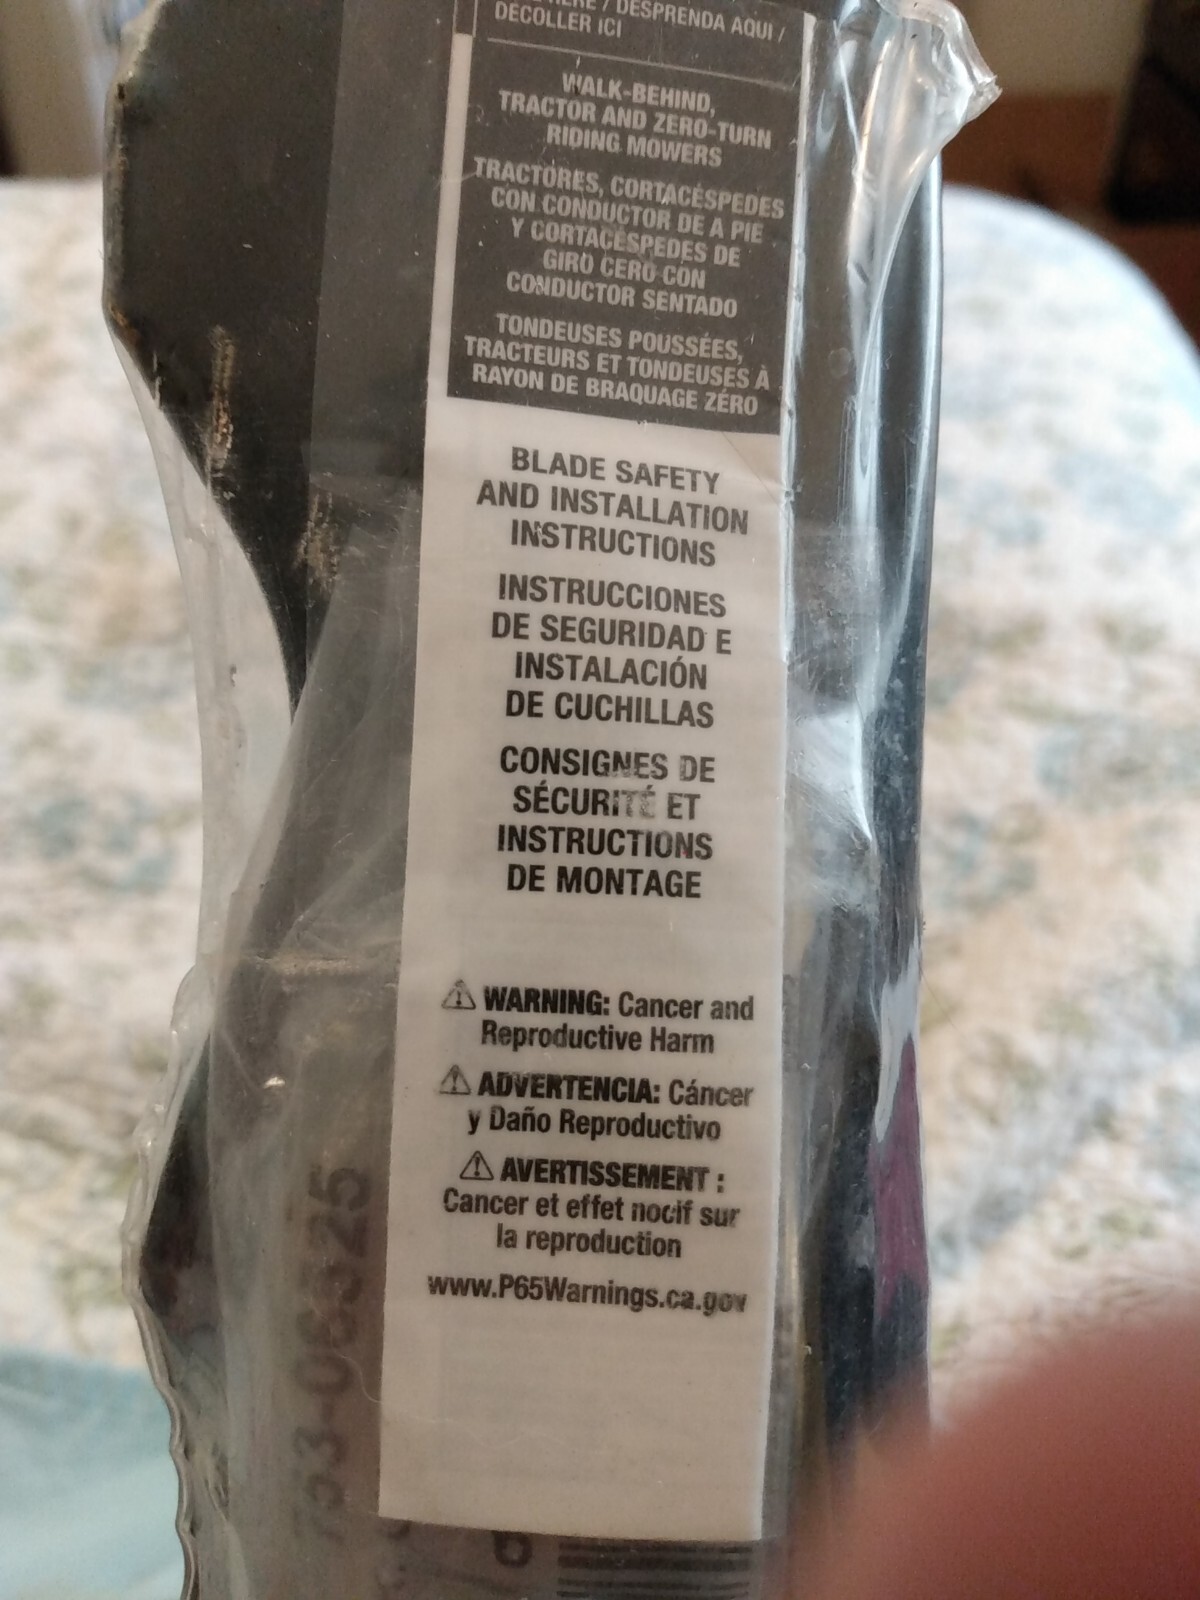 / DESPRENDA AQUI /
DÉCOLLER ICI
WALK-BEHIND,
TRACTOR AND ZERO-TURN
RIDING MOWERS
TRACTORES, CORTACÉSPEDES
CON CONDUCTOR DE A PIE
Y CORTACÉSPEDES DE
GIRO CERO CON
CONDUCTOR SENTADO
TONDEUSES POUSSÉES,
TRACTEURS ET TONDEUSES À
RAYON DE BRAQUAGE ZÉRO
BLADE SAFETY
AND INSTALLATION
INSTRUCTIONS
INSTRUCCIONES
DE SEGURIDAD E
INSTALACIÓN
DE CUCHILLAS
CONSIGNES DE
SÉCURITÉ ET
INSTRUCTIONS
DE MONTAGE
⚠ WARNING: Cancer and
Reproductive Harm
⚠ ADVERTENCIA: Cáncer
y Daño Reproductivo
⚠ AVERTISSEMENT :
Cancer et effet nocif sur
la reproduction
www.P65Warnings.ca.gov